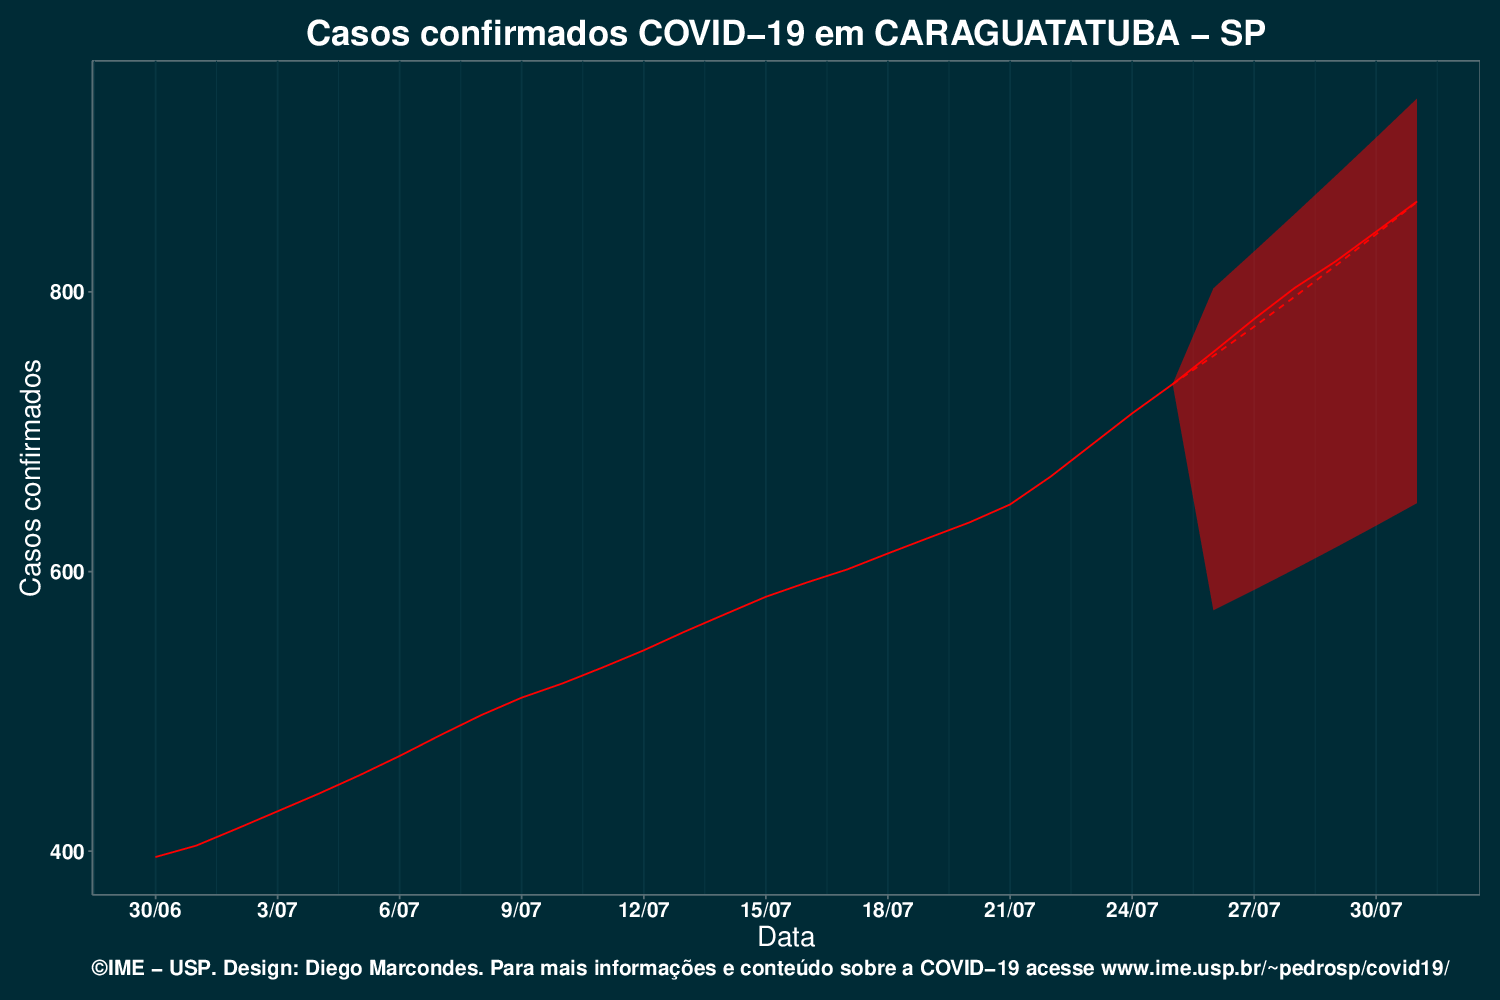 Casos confirmados COVID−19 em CARAGUATATUBA − SP
Casos confirmados
800
600
400
30/06 3/07 6/07 9/07 12/07 15/07 18/07 21/07 24/07 27/07 30/07
Data
©IME − USP. Design: Diego Marcondes. Para mais informações e conteúdo sobre a COVID−19 acesse www.ime.usp.br/~pedrosp/covid19/